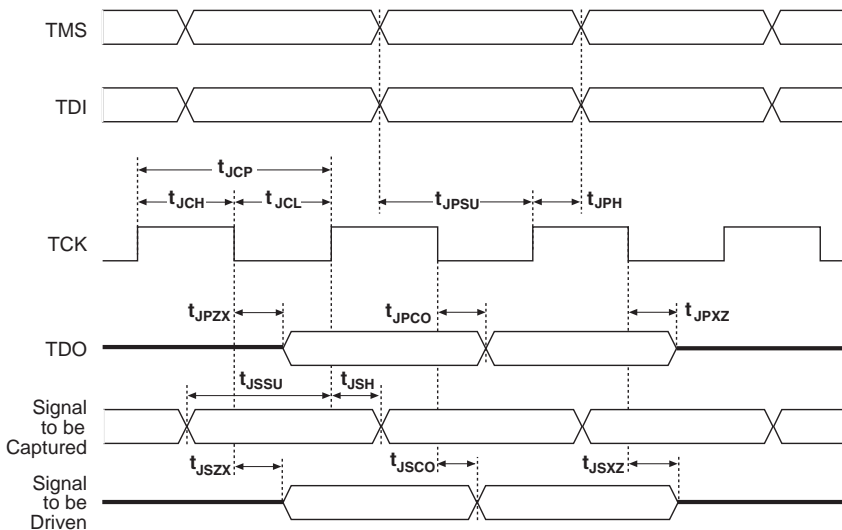 TMS
TDI
tJCP
tJCH tJCL tJPSU tJPH
TCK
tJPZX tJPCO tJPXZ
TDO
tJSSU tJSH
Signal
to be
Captured
tJSZX tJSCO tJSXZ
Signal
to be
Driven